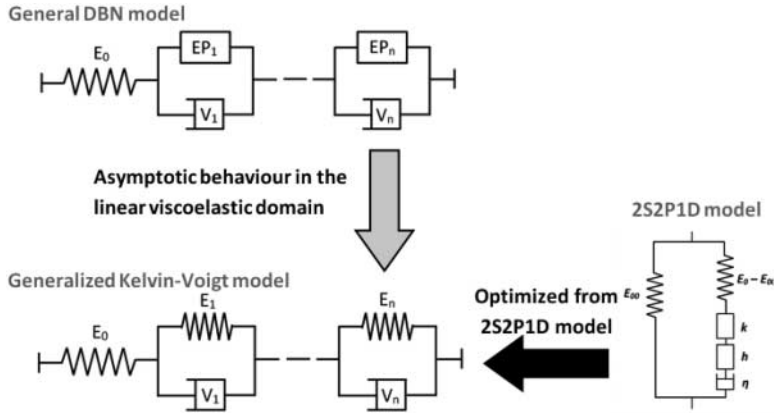 General DBN model
E₀
EP₁
V₁
EPₙ
Vₙ
Asymptotic behaviour in the
linear viscoelastic domain
Generalized Kelvin-Voigt model
E₀
E₁
V₁
Eₙ
Vₙ
Optimized from
2S2P1D model
2S2P1D model
E₀₀
E₀ – E₀₀
k
h
η